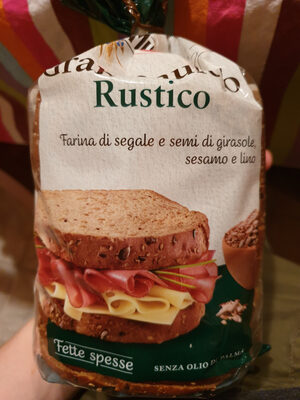 Rustico
Farina di segale e semi di girasole,
sesamo e lino
Fette spesse
SENZA OLIO DI PALMA